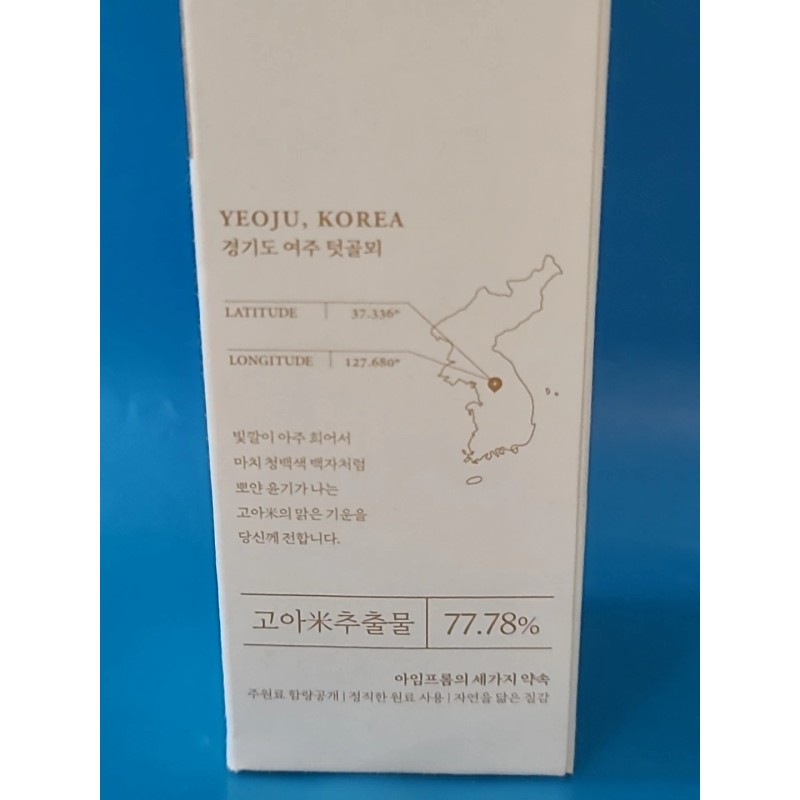 YEOJU, KOREA
경기도 여주 텃골뫼
LATITUDE | 37.336°
LONGITUDE | 127.680°
빛깔이 아주 희어서
마치 청백색 백자처럼
뽀얀 윤기가 나는
고아米의 맑은 기운을
당신께 전합니다.
고아米추출물 | 77.78%
아임프롬의 세가지 약속
주원료 함량공개 | 정직한 원료 사용 | 자연을 닮은 질감